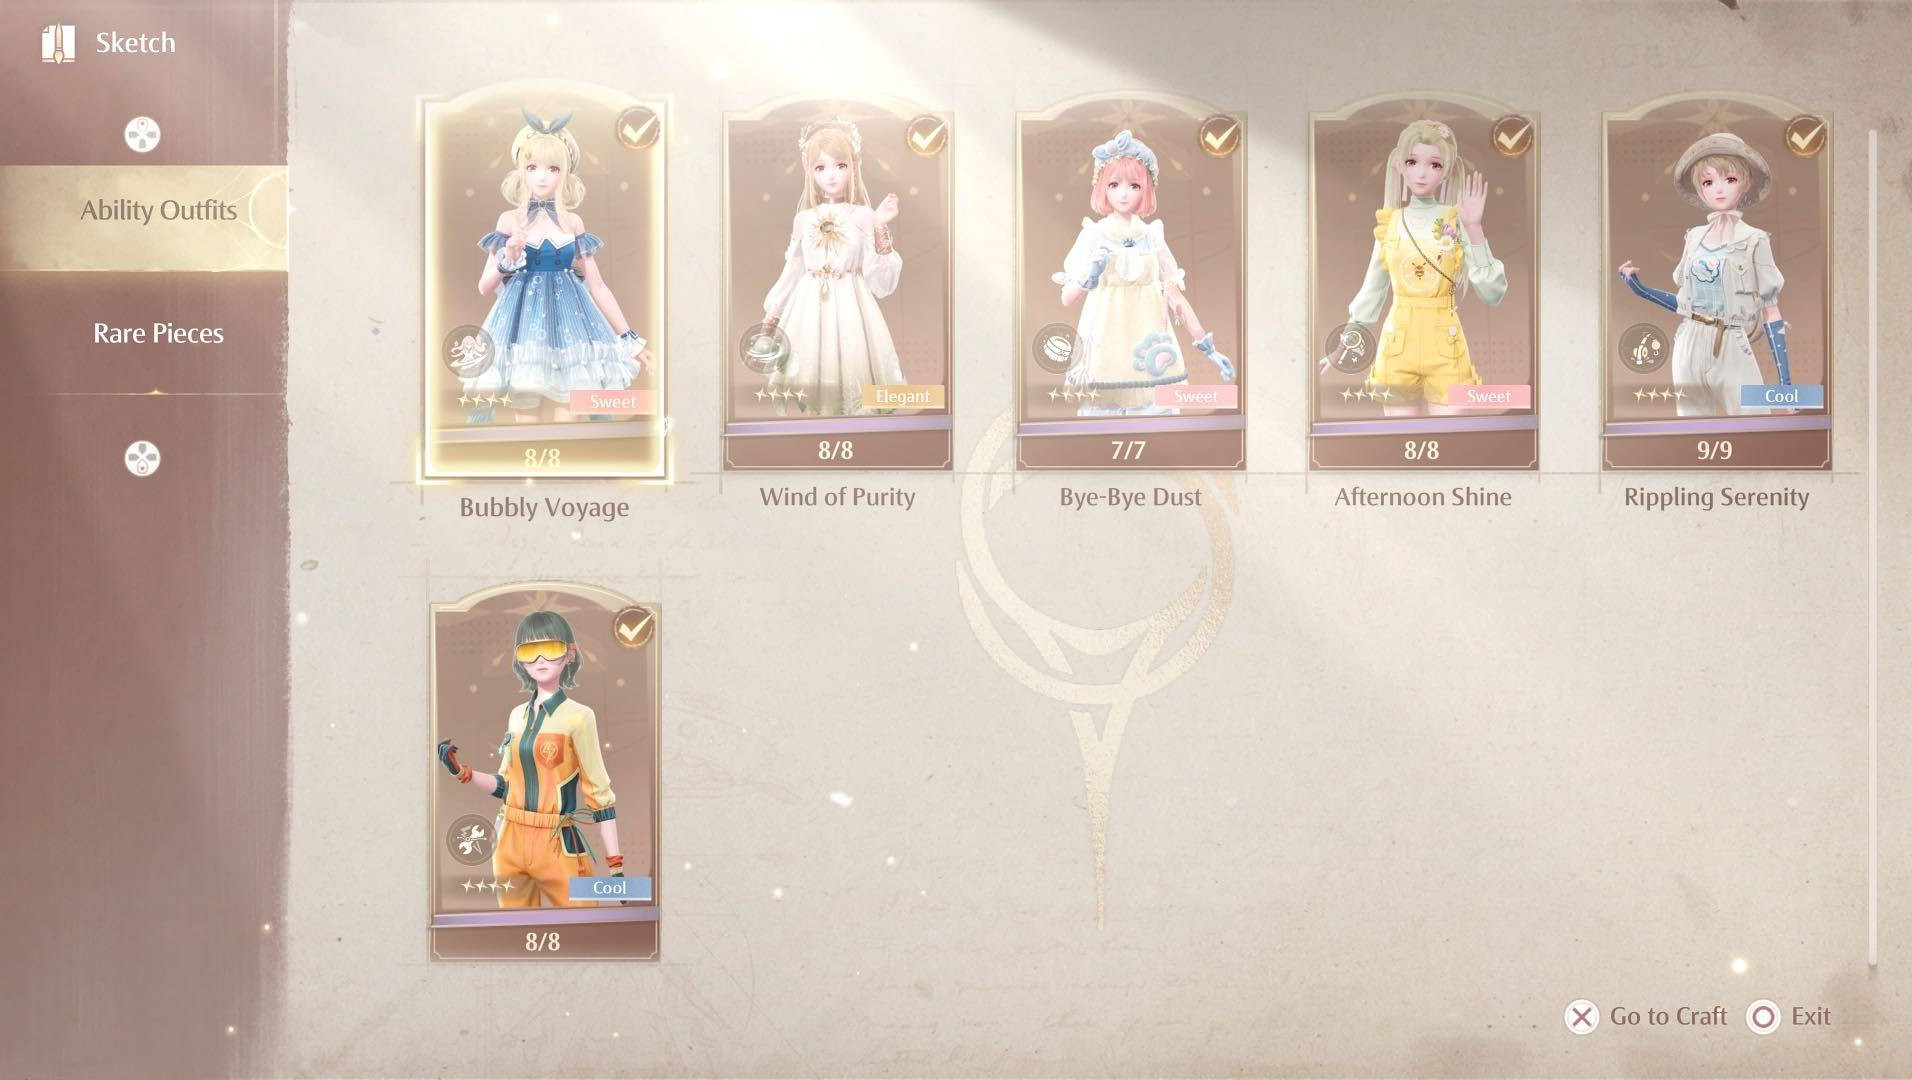 Sketch
Ability Outfits
Rare Pieces
Sweet
8/8
Bubbly Voyage
Elegant
8/8
Wind of Purity
Sweet
7/7
Bye-Bye Dust
Sweet
8/8
Afternoon Shine
Cool
9/9
Rippling Serenity
Cool
8/8
Go to Craft
Exit